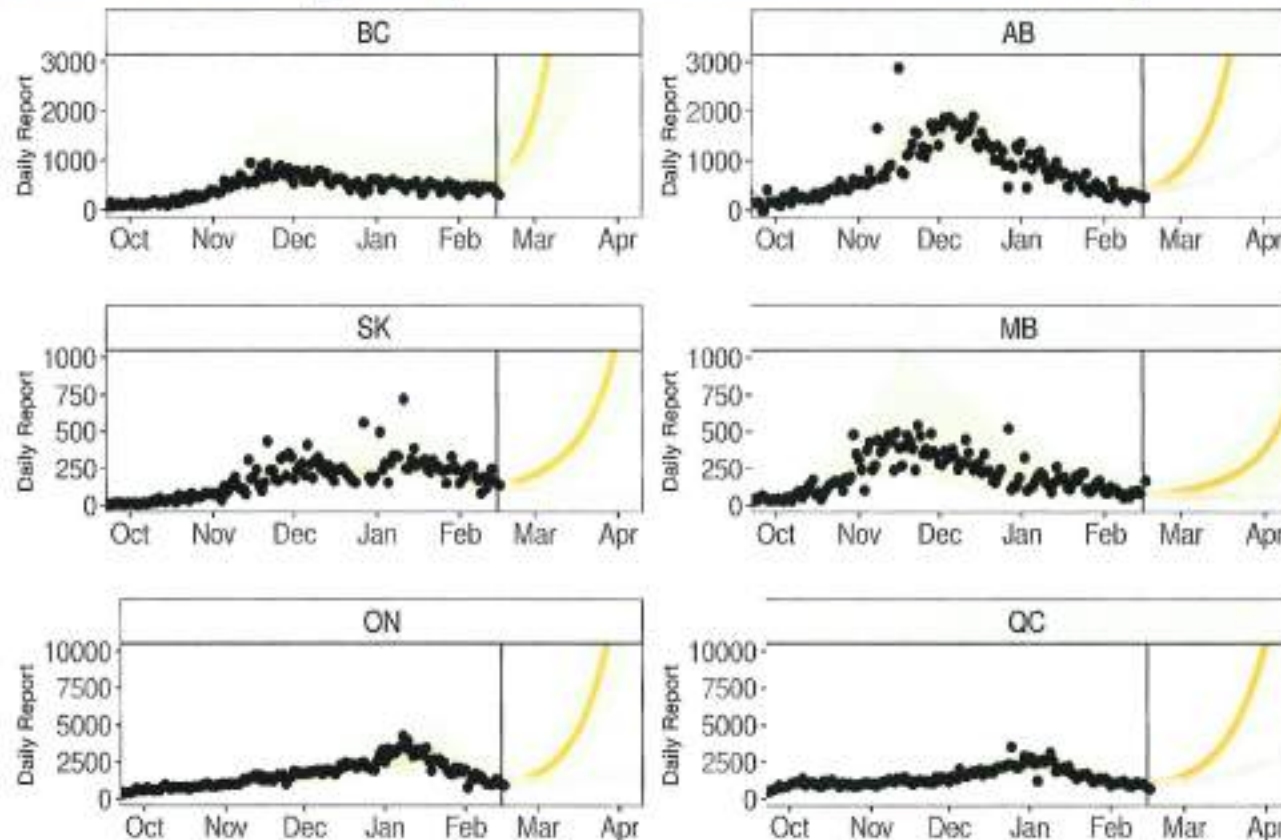 BC AB
3000 3000
2000 2000
1000 1000
0 0
Daily Report Daily Report
Oct Nov Dec Jan Feb Mar Apr Oct Nov Dec Jan Feb Mar Apr
SK MB
1000 1000
750 750
500 500
250 250
0 0
Daily Report Daily Report
Oct Nov Dec Jan Feb Mar Apr Oct Nov Dec Jan Feb Mar Apr
ON QC
10000 10000
7500 7500
5000 5000
2500 2500
0 0
Daily Report Daily Report
Oct Nov Dec Jan Feb Mar Apr Oct Nov Dec Jan Feb Mar Apr